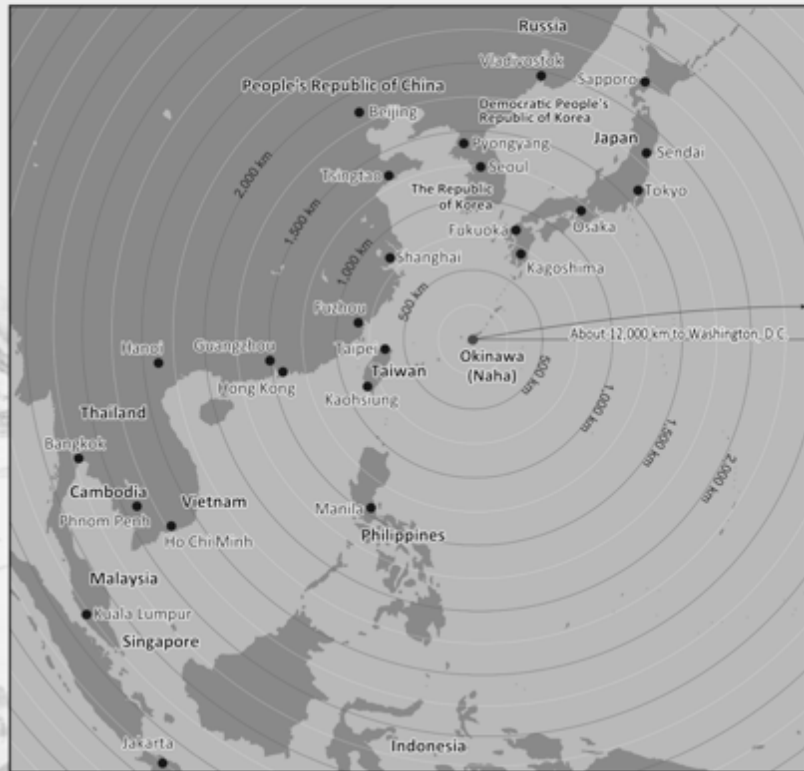 Russia
Vladivostok
Sapporo
People's Republic of China
Beijing
Democratic People's
Republic of Korea
Japan
Pyongyang
Sendai
Seoul
Tsingtao
2,000 km
The Republic
of Korea
Tokyo
1,500 km
Fukuoka
Osaka
1,000 km
Shanghai
Kagoshima
500 km
Fuzhou
About 12,000 km to Washington, D.C.
Hanoi
Guangzhou
Taipei
Okinawa
(Naha)
Taiwan
Hong Kong
Kaohsiung
500 km
1,000 km
1,500 km
2,000 km
Thailand
Bangkok
Cambodia
Vietnam
Phnom Penh
Manila
Philippines
Ho Chi Minh
Malaysia
Kuala Lumpur
Singapore
Jakarta
Indonesia